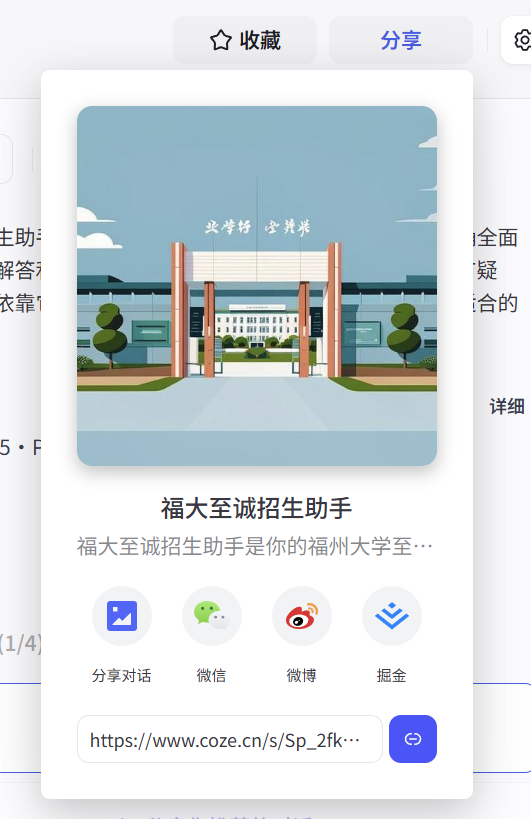 收藏
分享
福大至诚招生助手
福大至诚招生助手是你的福州大学至…
分享对话
微信
微博
掘金
https://www.coze.cn/s/Sp_2fk…
生助
全面
解答
疑
依靠
适合的
详细
5 · F
(1/4)